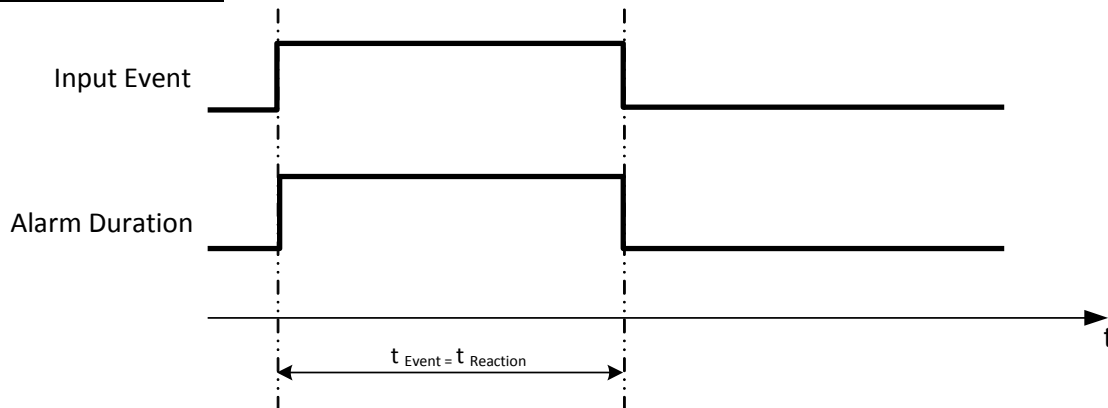 Input Event
Alarm Duration
t
t Event = t Reaction